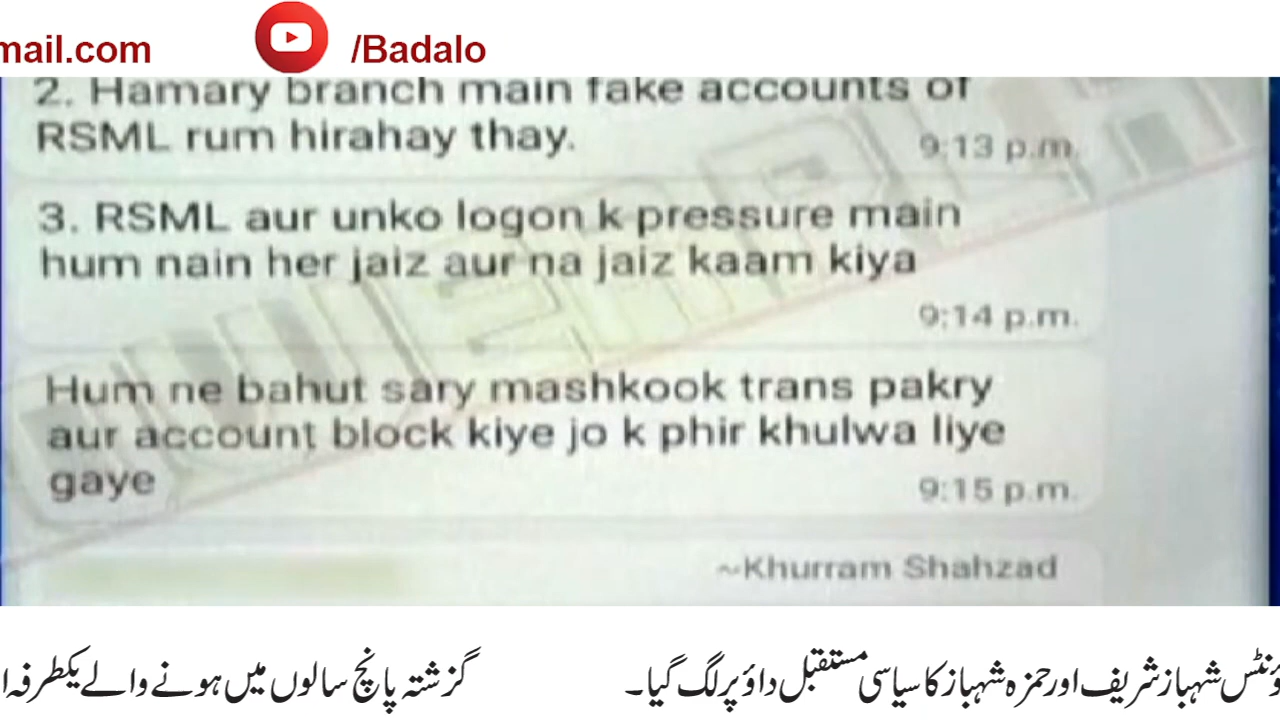 mail.com /Badalo
2. Hamary branch main fake accounts of
RSML rum hirahay thay.
9:13 p.m.
3. RSML aur unko logon k pressure main
hum nain her jaiz aur na jaiz kaam kiya
9:14 p.m.
Hum ne bahut sary mashkook trans pakry
aur account block kiye jo k phir khulwa liye
gaye
9:15 p.m.
~Khurram Shahzad
ؤنٹس شہباز شریف اور حمزہ شہباز کا سیاسی مستقبل داؤ پر لگ گیا۔ گزشتہ پانچ سالوں میں ہونے والے یکطرفہ ا